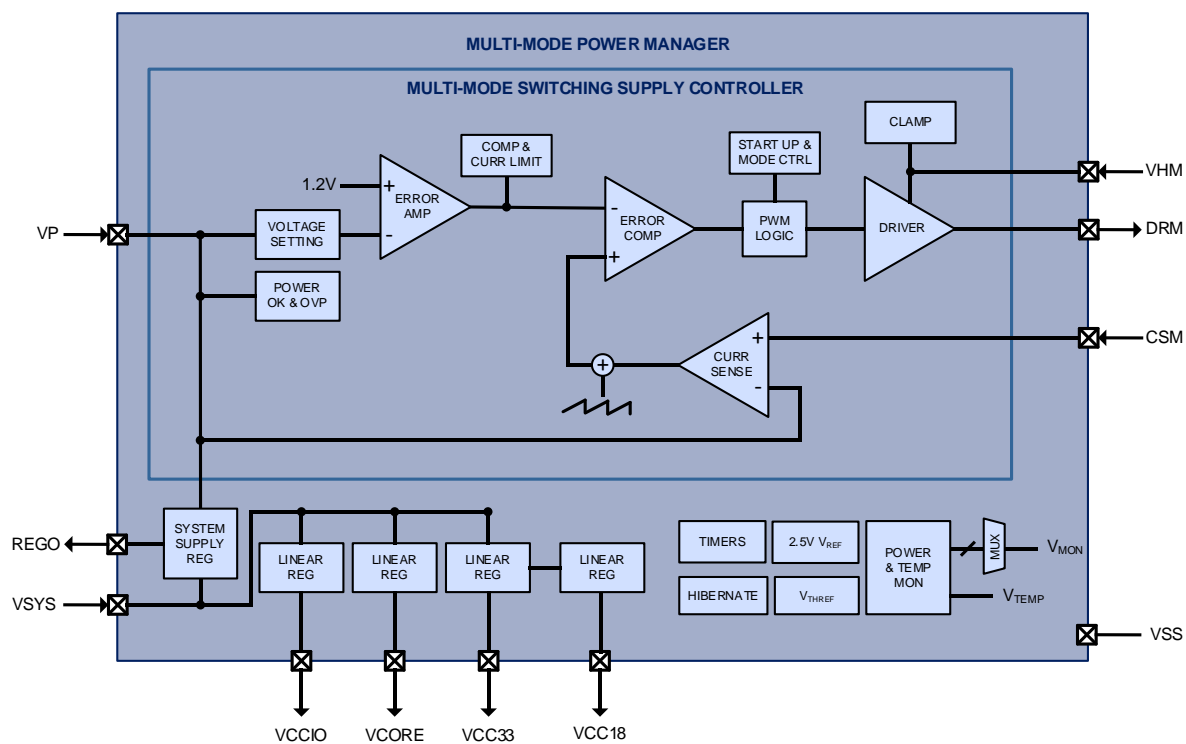 MULTI-MODE POWER MANAGER
MULTI-MODE SWITCHING SUPPLY CONTROLLER
CLAMP
COMP &
CURR LIMIT
START UP &
MODE CTRL
VHM
1.2V
+
ERROR
AMP
-
-
ERROR
COMP
+
PWM
LOGIC
DRIVER
DRM
VP
VOLTAGE
SETTING
POWER
OK & OVP
CSM
+
CURR
SENSE
-
+
REGO
SYSTEM
SUPPLY
REG
VSYS
LINEAR
REG
LINEAR
REG
LINEAR
REG
LINEAR
REG
TIMERS
2.5V VREF
HIBERNATE
VTHREF
POWER
& TEMP
MON
MUX
VMON
VTEMP
VSS
VCCIO
VCORE
VCC33
VCC18